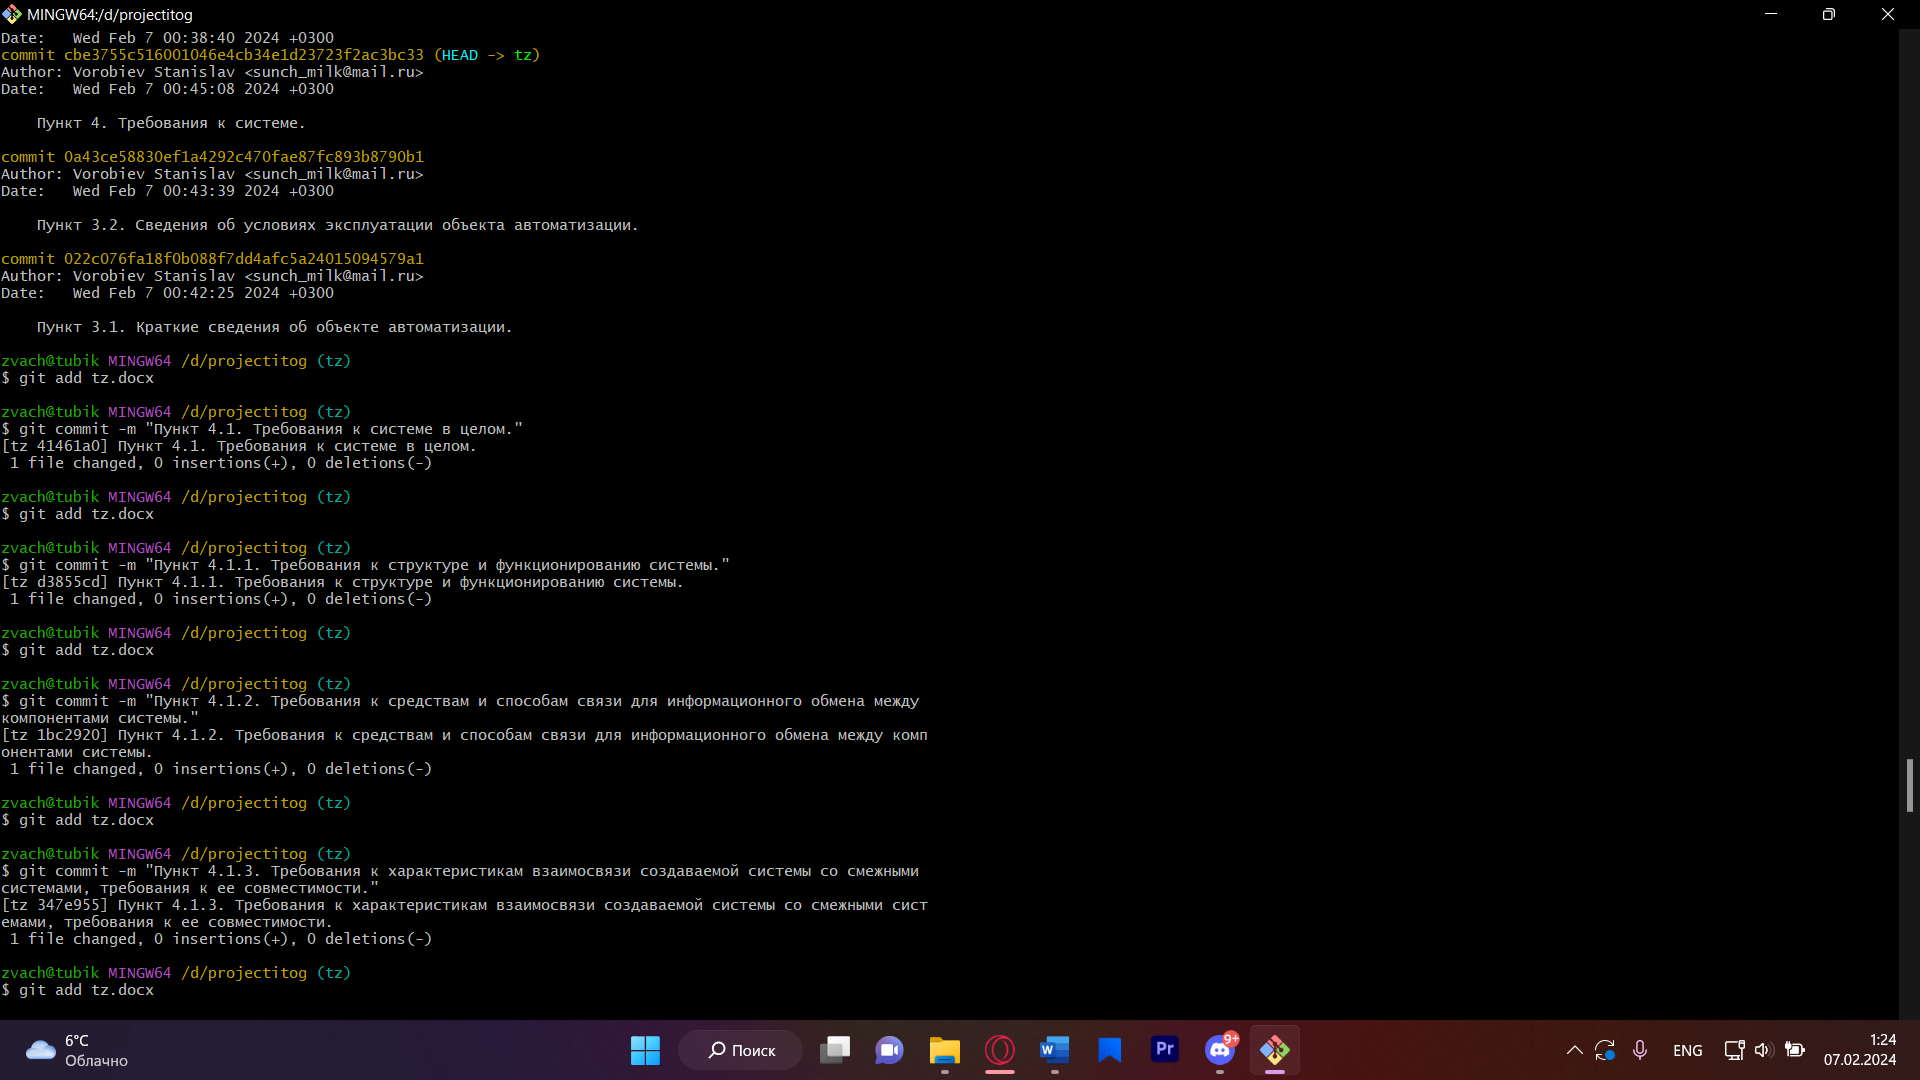 MINGW64:/d/projectitog
Date:   Wed Feb 7 00:38:40 2024 +0300
commit cbe3755c516001046e4cb34e1d23723f2ac3bc33 (HEAD -> tz)
Author: Vorobiev Stanislav <sunch_milk@mail.ru>
Date:   Wed Feb 7 00:45:08 2024 +0300
Пункт 4. Требования к системе.
commit 0a43ce58830ef1a4292c470fae87fc893b8790b1
Author: Vorobiev Stanislav <sunch_milk@mail.ru>
Date:   Wed Feb 7 00:43:39 2024 +0300
Пункт 3.2. Сведения об условиях эксплуатации объекта автоматизации.
commit 022c076fa18f0b088f7dd4afc5a24015094579a1
Author: Vorobiev Stanislav <sunch_milk@mail.ru>
Date:   Wed Feb 7 00:42:25 2024 +0300
Пункт 3.1. Краткие сведения об объекте автоматизации.
zvach@tubik MINGW64 /d/projectitog (tz)
$ git add tz.docx
zvach@tubik MINGW64 /d/projectitog (tz)
$ git commit -m "Пункт 4.1. Требования к системе в целом."
[tz 41461a0] Пункт 4.1. Требования к системе в целом.
1 file changed, 0 insertions(+), 0 deletions(-)
zvach@tubik MINGW64 /d/projectitog (tz)
$ git add tz.docx
zvach@tubik MINGW64 /d/projectitog (tz)
$ git commit -m "Пункт 4.1.1. Требования к структуре и функционированию системы."
[tz d3855cd] Пункт 4.1.1. Требования к структуре и функционированию системы.
1 file changed, 0 insertions(+), 0 deletions(-)
zvach@tubik MINGW64 /d/projectitog (tz)
$ git add tz.docx
zvach@tubik MINGW64 /d/projectitog (tz)
$ git commit -m "Пункт 4.1.2. Требования к средствам и способам связи для информационного обмена между
компонентами системы."
[tz 1bc2920] Пункт 4.1.2. Требования к средствам и способам связи для информационного обмена между комп
онентами системы.
1 file changed, 0 insertions(+), 0 deletions(-)
zvach@tubik MINGW64 /d/projectitog (tz)
$ git add tz.docx
zvach@tubik MINGW64 /d/projectitog (tz)
$ git commit -m "Пункт 4.1.3. Требования к характеристикам взаимосвязи создаваемой системы со смежными
системами, требования к ее совместимости."
[tz 347e955] Пункт 4.1.3. Требования к характеристикам взаимосвязи создаваемой системы со смежными сист
емами, требования к ее совместимости.
1 file changed, 0 insertions(+), 0 deletions(-)
zvach@tubik MINGW64 /d/projectitog (tz)
$ git add tz.docx
6°C
Облачно
Поиск
W
Pr
9+
ENG
1:24
07.02.2024